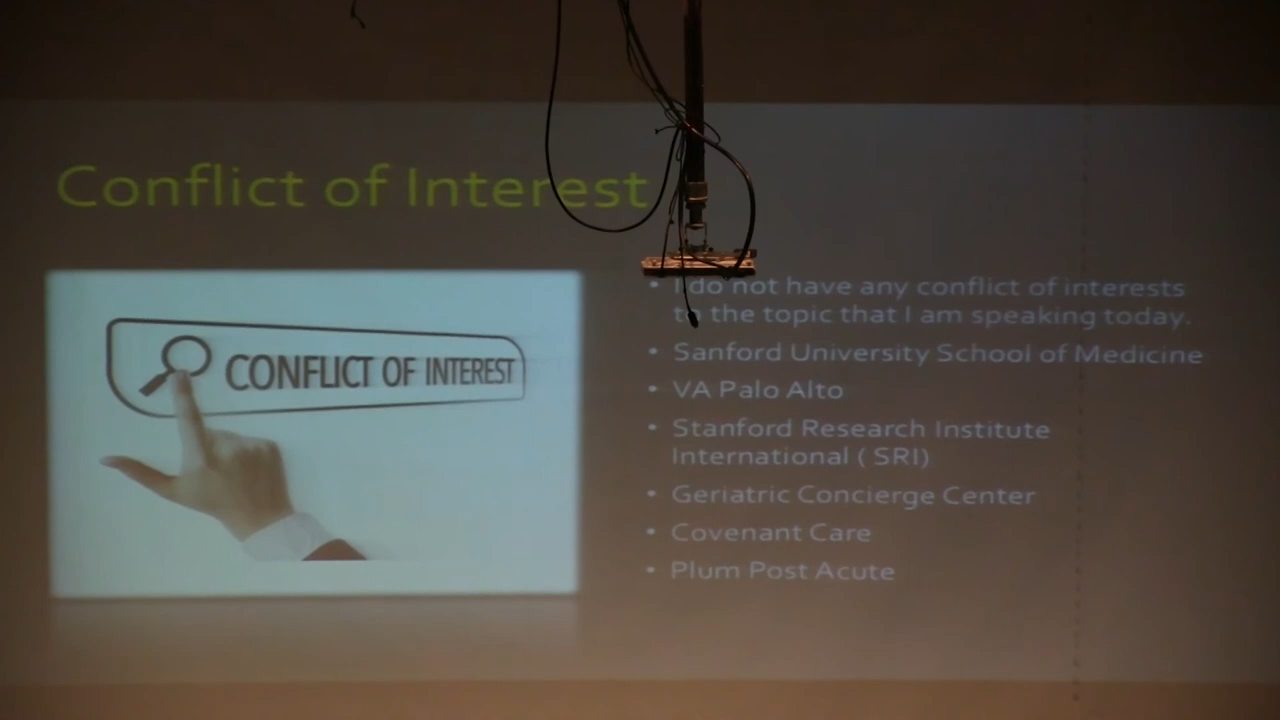 Conflict of Interest
CONFLICT OF INTEREST
• I do not have any conflict of interests
to the topic that I am speaking today.
• Sanford University School of Medicine
• VA Palo Alto
• Stanford Research Institute
International ( SRI)
• Geriatric Concierge Center
• Covenant Care
• Plum Post Acute